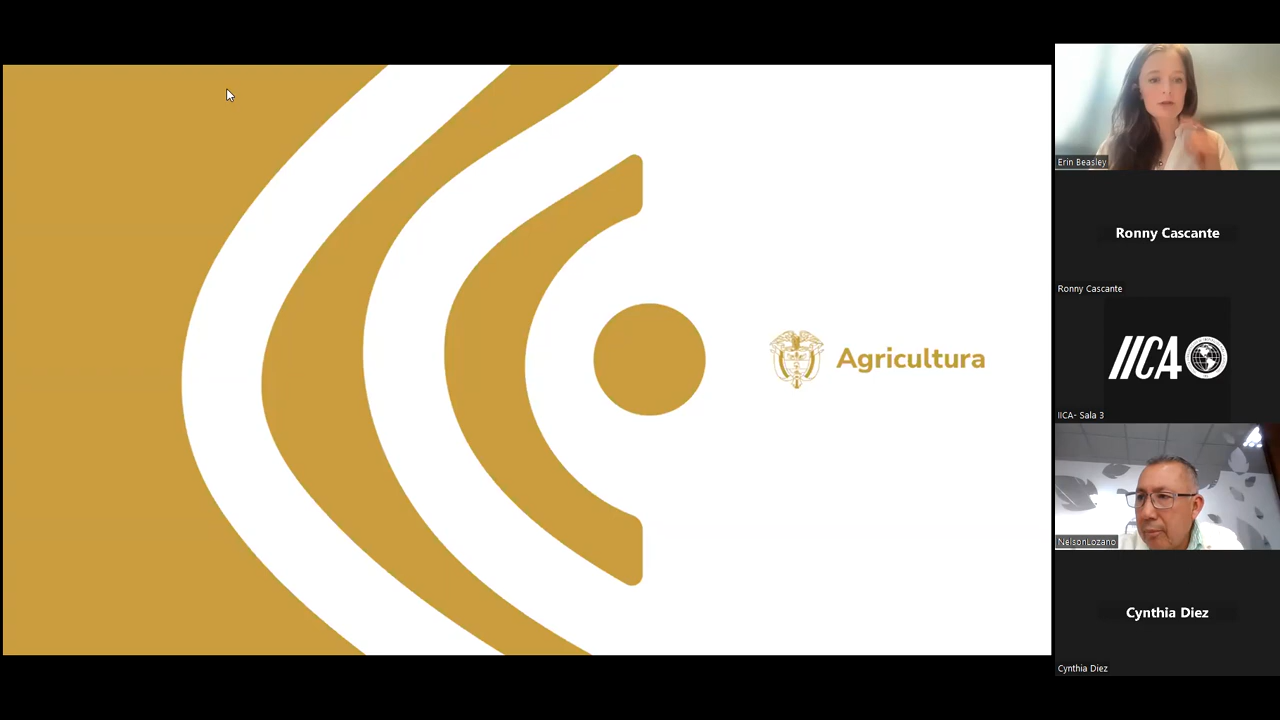 Agricultura
Erin Beasley
Ronny Cascante
Ronny Cascante
IICA
IICA- Sala 3
NelsonLozano
Cynthia Diez
Cynthia Diez